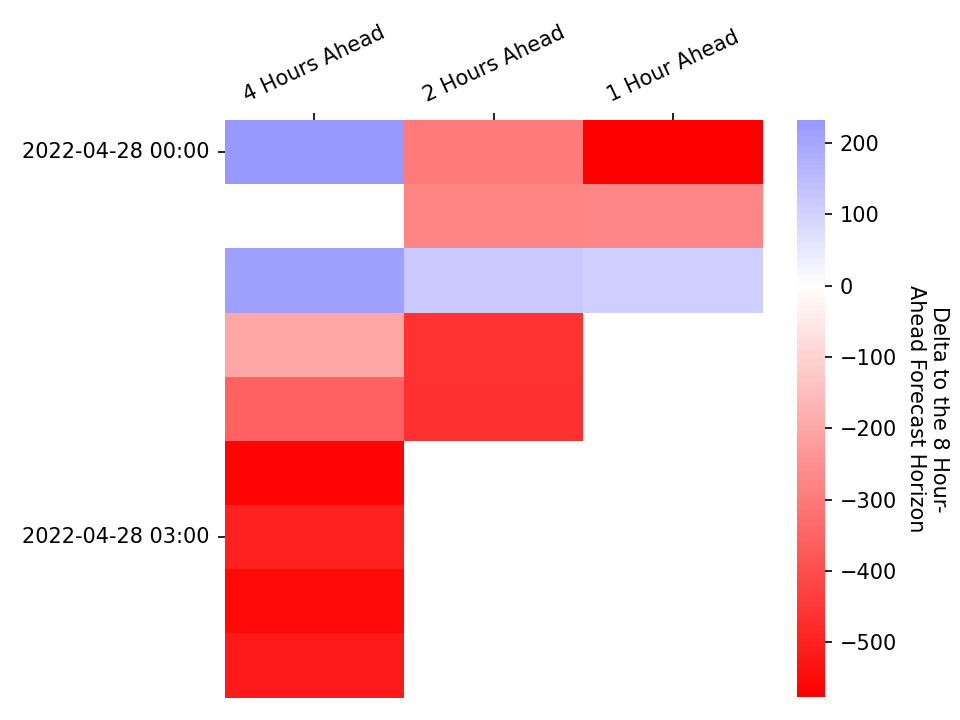 4 Hours Ahead
2 Hours Ahead
1 Hour Ahead
2022-04-28 00:00
2022-04-28 03:00
200
100
0
−100
−200
−300
−400
−500
Delta to the 8 Hour-
Ahead Forecast Horizon